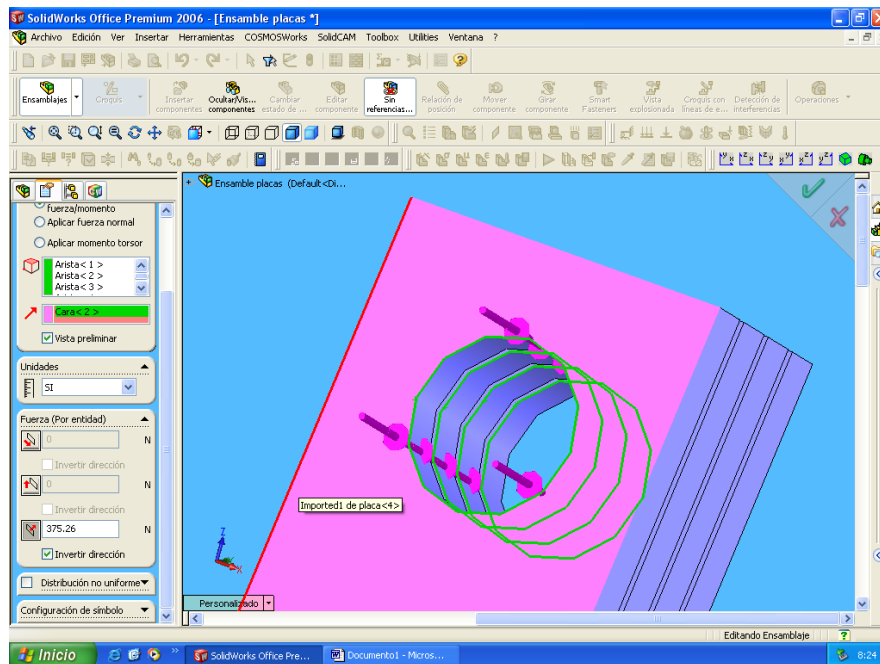 SolidWorks Office Premium 2006 - [Ensamble placas *]
Archivo Edición Ver Insertar Herramientas COSMOSWorks SolidCAM Toolbox Utilities Ventana ?
Ensamblajes
Croquis
Insertar componentes
Ocultar/Vis... componentes
Cambiar estado de ...
Editar componente
Sin referencias...
Relación de posición
Mover componente
Girar componente
Smart Fasteners
Vista explosionada
Croquis con líneas de e...
Detección de interferencias
Operaciones
fuerza/momento
Aplicar fuerza normal
Aplicar momento torsor
Arista< 1 >
Arista< 2 >
Arista< 3 >
Cara< 2 >
Vista preliminar
Unidades
SI
Fuerza (Por entidad)
0 N
Invertir dirección
0 N
Invertir dirección
375.26 N
Invertir dirección
Distribución no uniforme
Configuración de símbolo
Ensamble placas (Default<Di...
Imported1 de placa<4>
Z
X
Personalizado
Editando Ensamblaje
Inicio
SolidWorks Office Pre...
Documento1 - Micros...
8:24